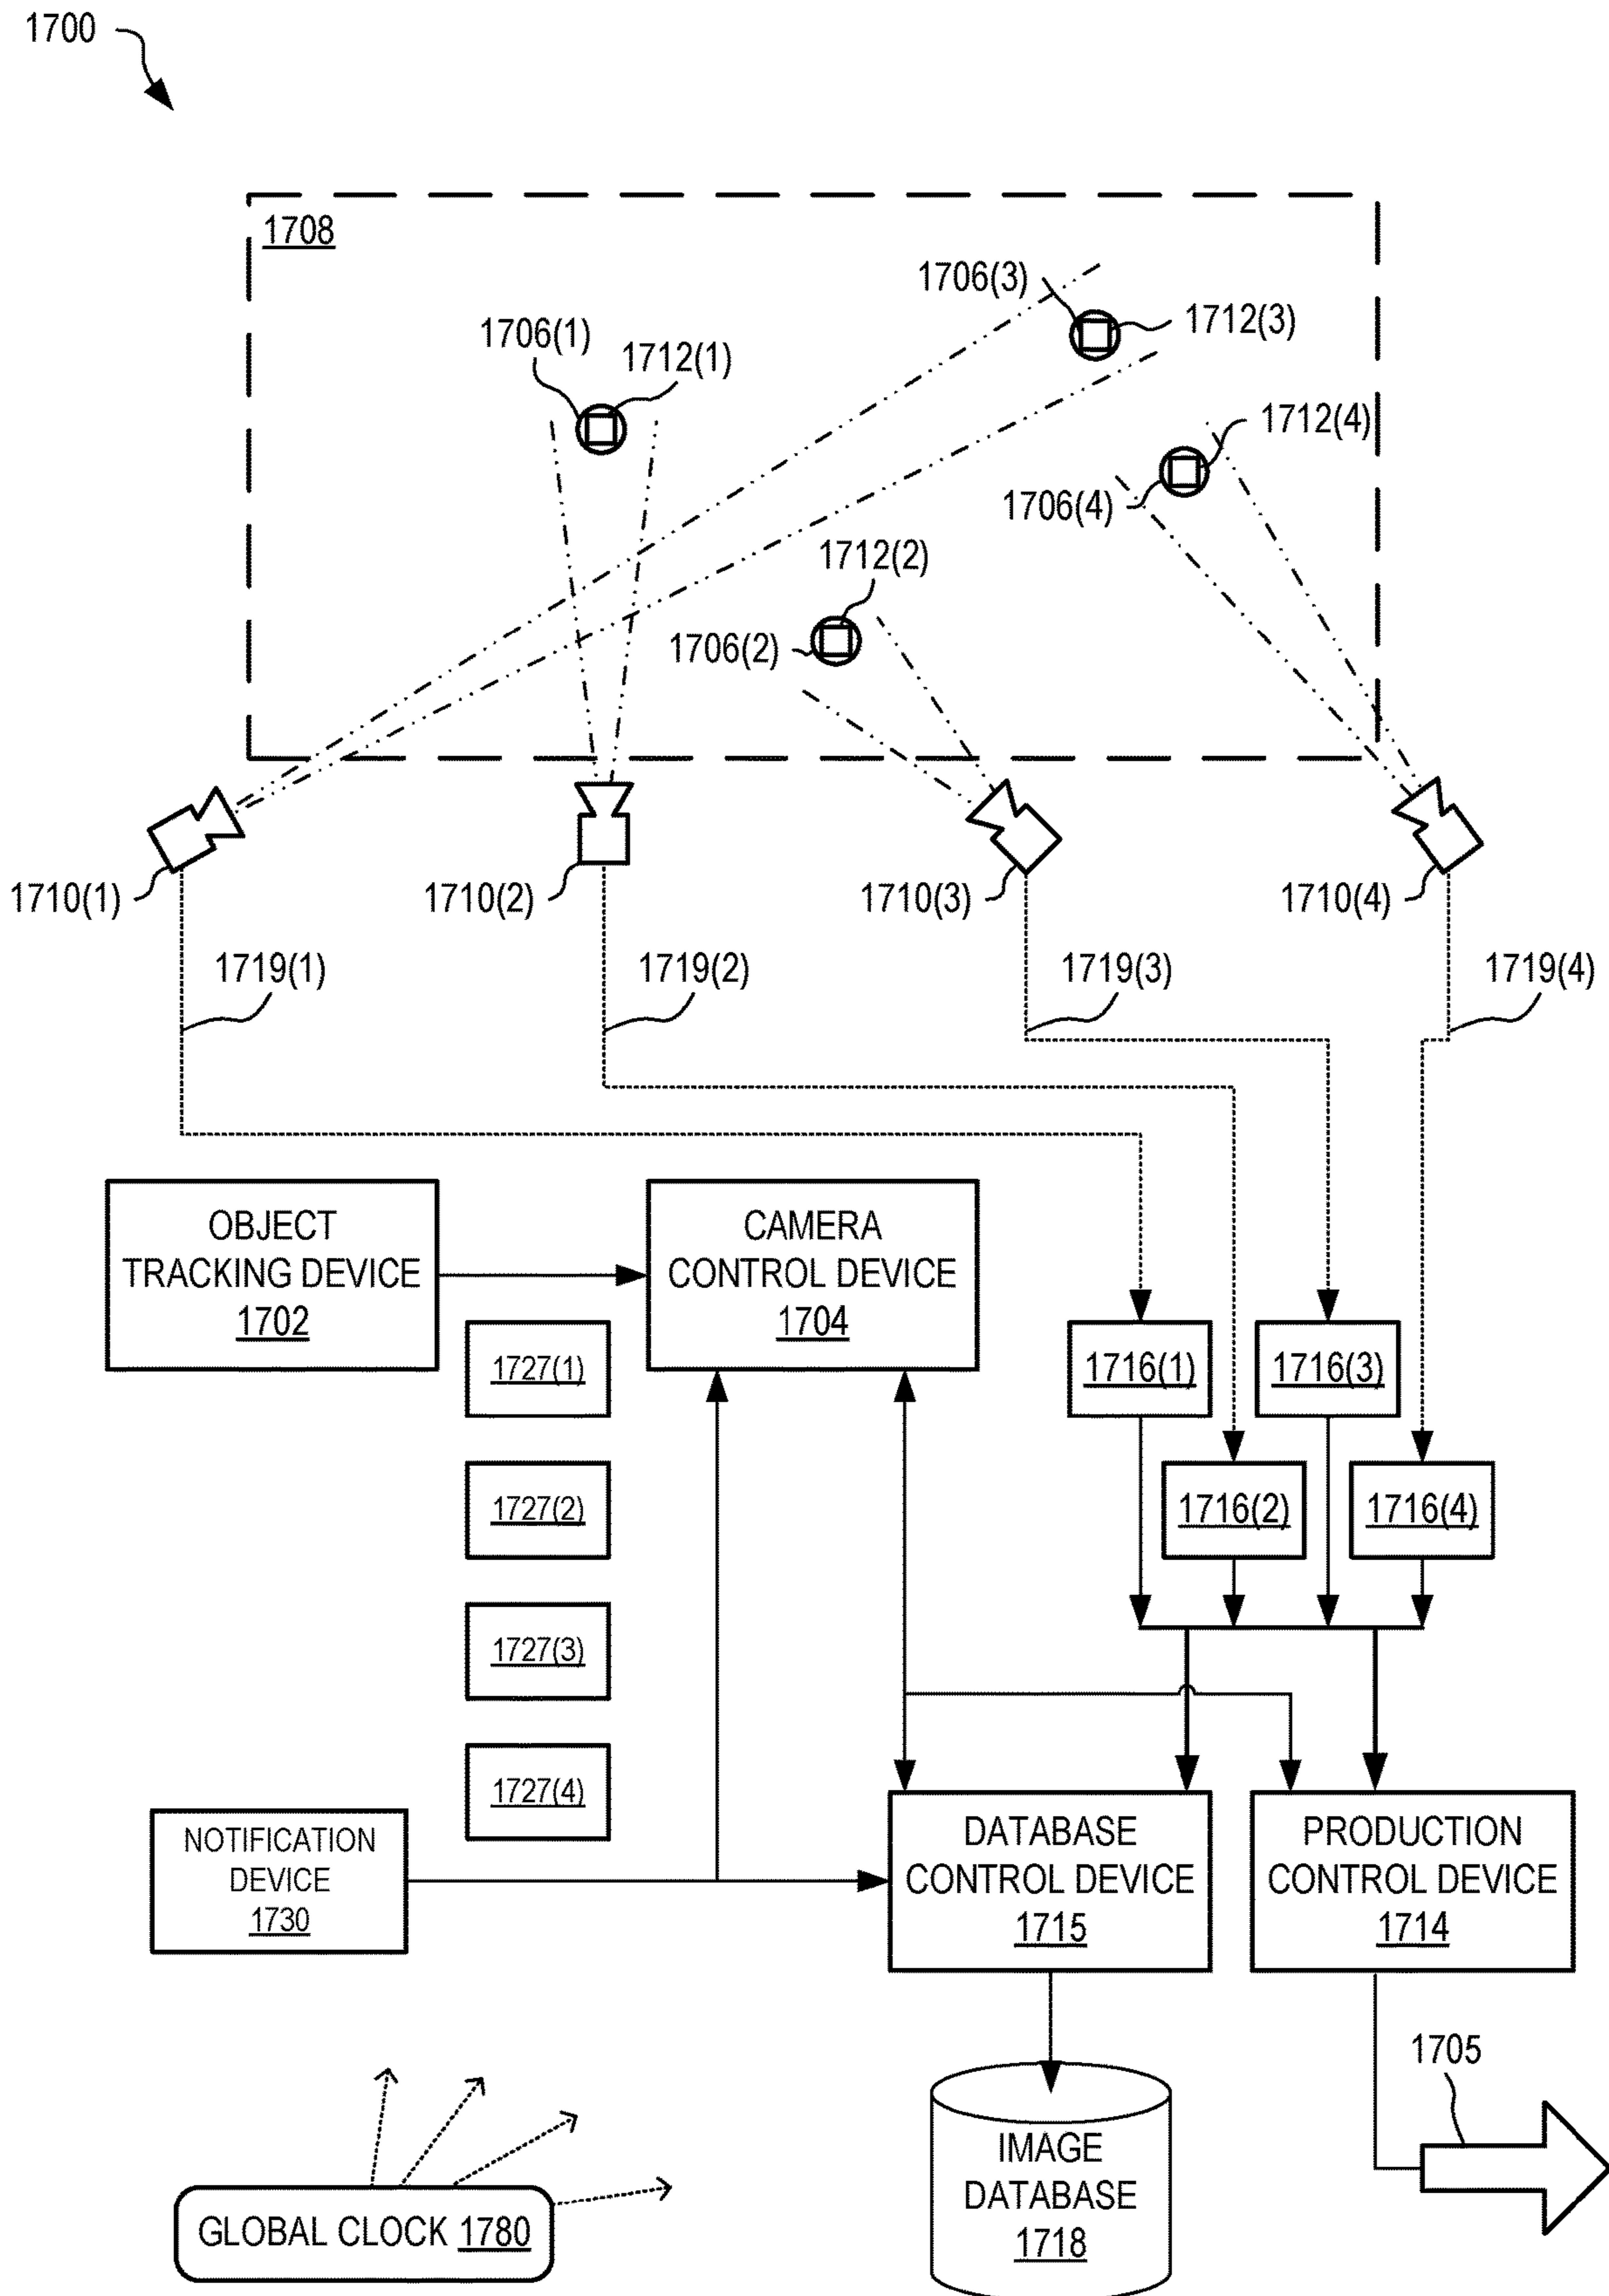 1700
1708
1706(3)
1712(3)
1706(1)
1712(1)
1712(4)
1706(4)
1712(2)
1706(2)
1710(1)
1710(2)
1710(3)
1710(4)
1719(1)
1719(2)
1719(3)
1719(4)
OBJECT
TRACKING DEVICE
1702
CAMERA
CONTROL DEVICE
1704
1727(1)
1716(1)
1716(3)
1727(2)
1716(2)
1716(4)
1727(3)
1727(4)
NOTIFICATION
DEVICE
1730
DATABASE
CONTROL DEVICE
1715
PRODUCTION
CONTROL DEVICE
1714
1705
IMAGE
DATABASE
1718
GLOBAL CLOCK 1780